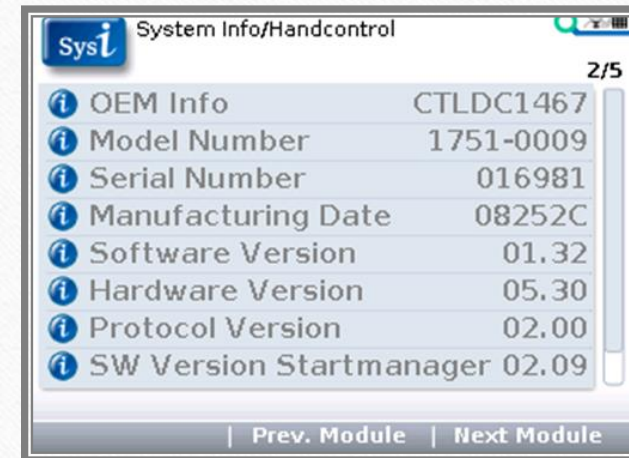 Sysi
System Info/Handcontrol
2/5
OEM Info CTLDC1467
Model Number 1751-0009
Serial Number 016981
Manufacturing Date 08252C
Software Version 01.32
Hardware Version 05.30
Protocol Version 02.00
SW Version Startmanager 02.09
| Prev. Module | Next Module